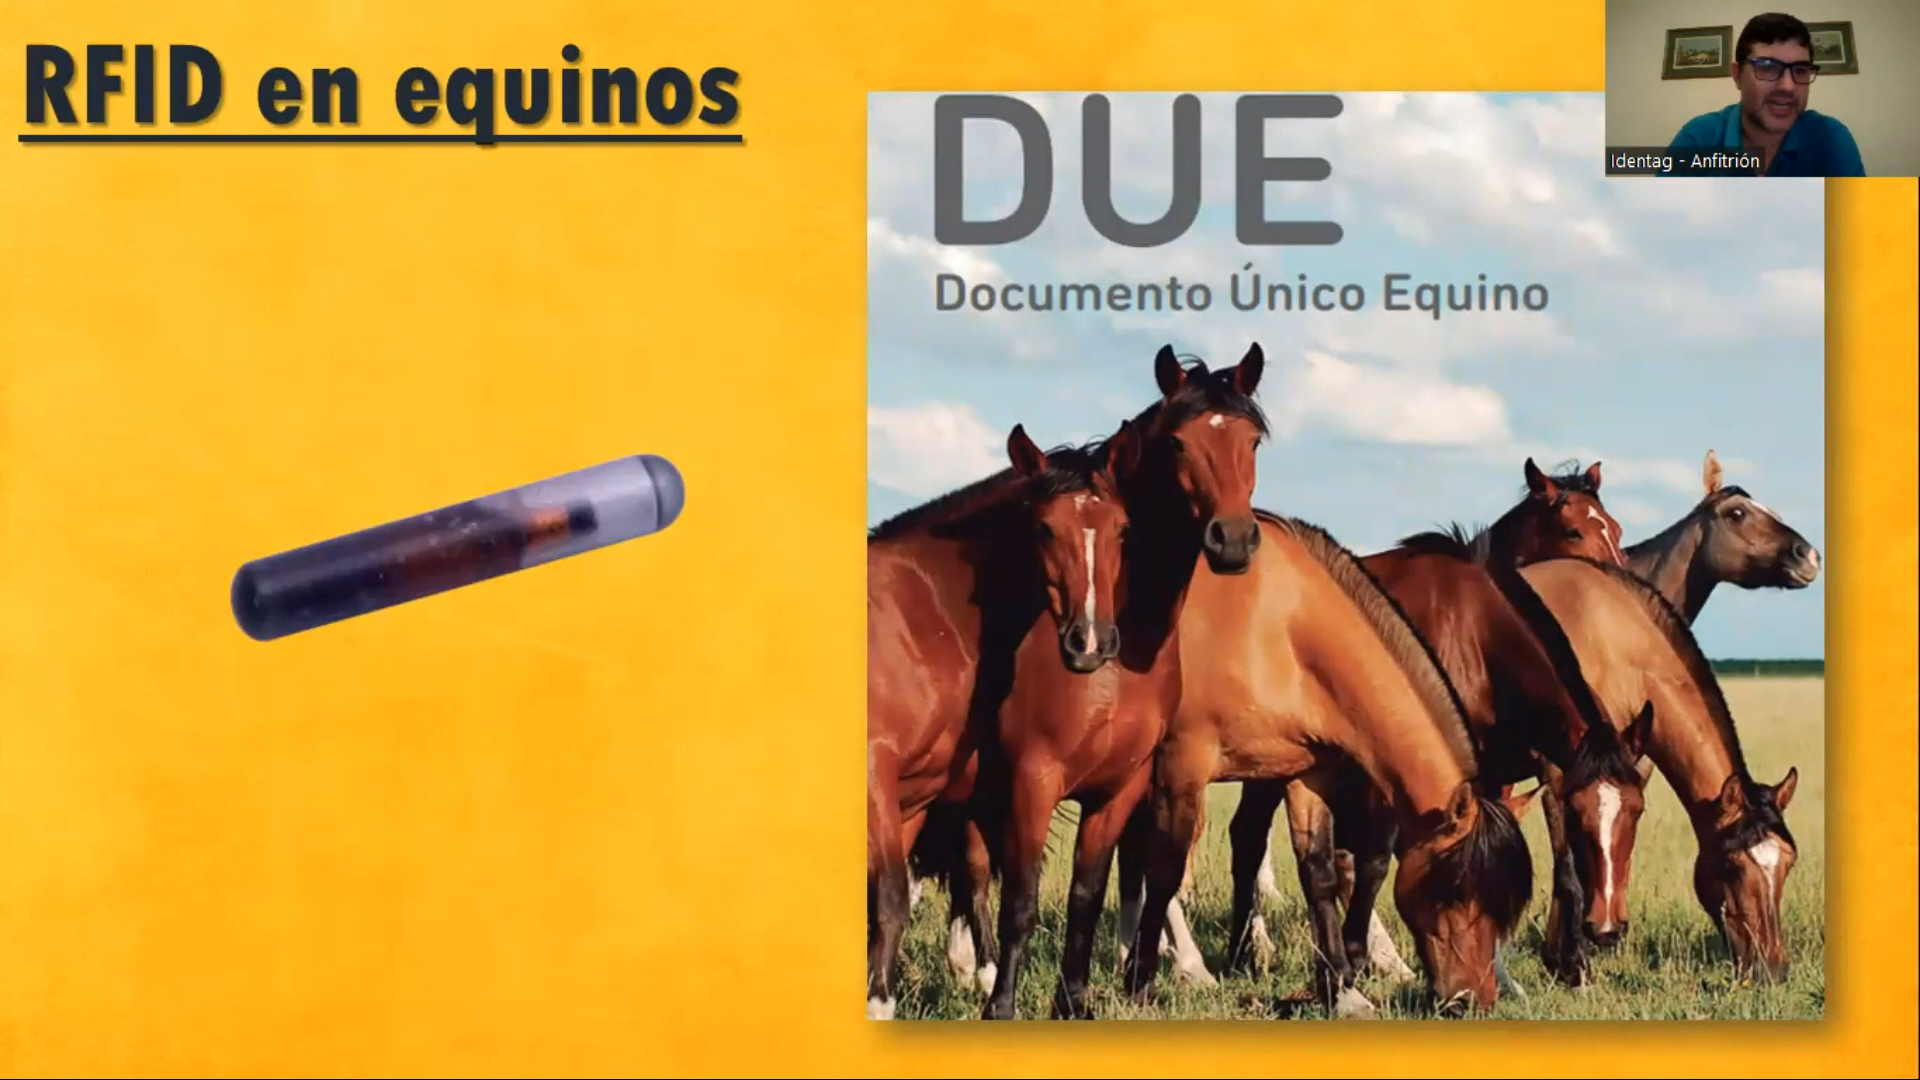 RFID en equinos
DUE
Documento Único Equino
Identag - Anfitrión